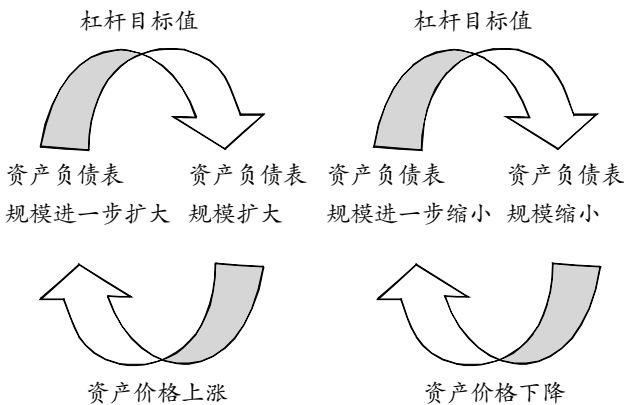 杠杆目标值
杠杆目标值
资产负债表
规模进一步扩大
资产负债表
规模扩大
资产负债表
规模进一步缩小
资产负债表
规模缩小
资产价格上涨
资产价格下降